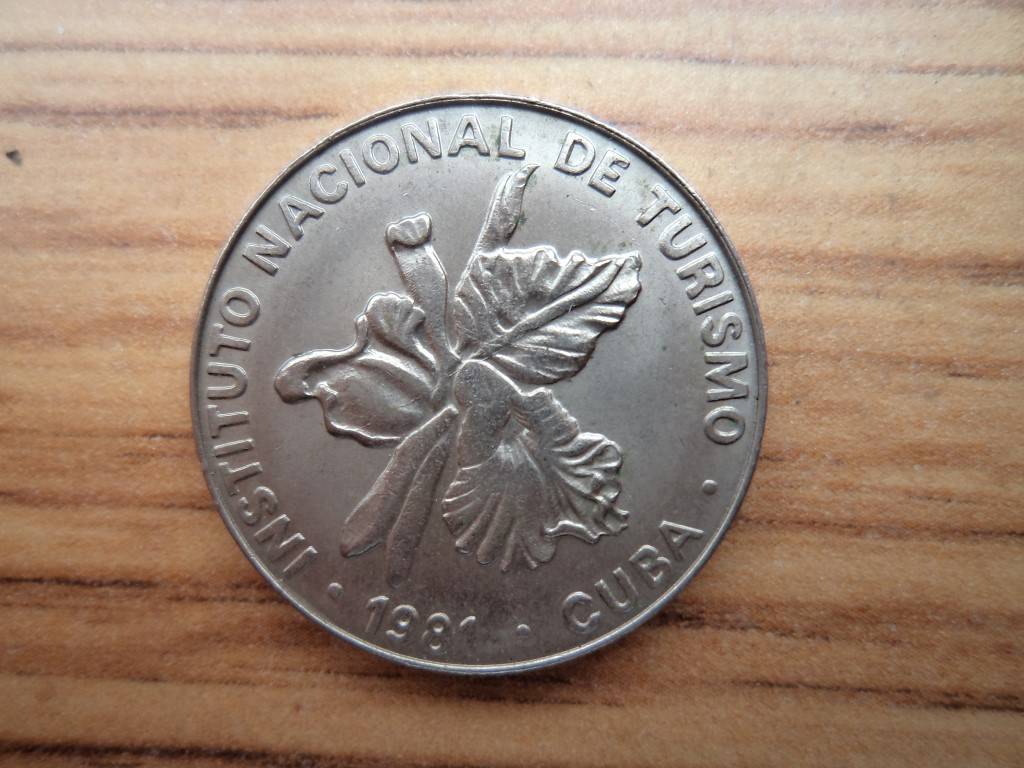 INSTITUTO NACIONAL DE TURISMO
· CUBA ·
1981 ·